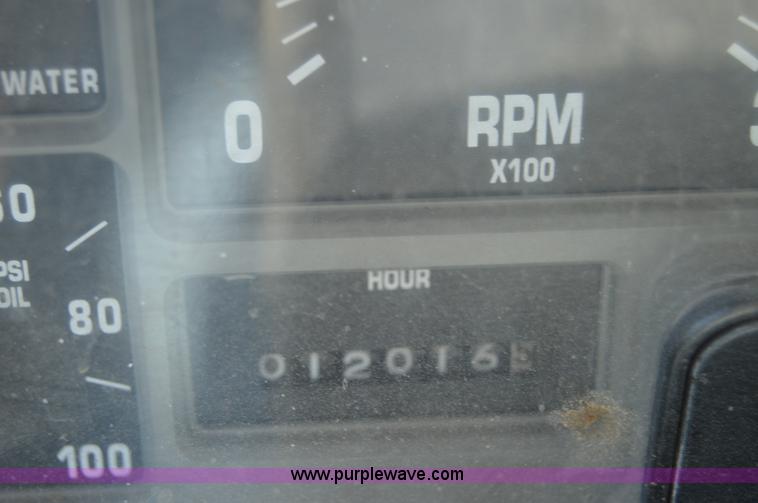 WATER
0
RPM
X100
PSI
OIL
80
100
HOUR
012016
www.purplewave.com